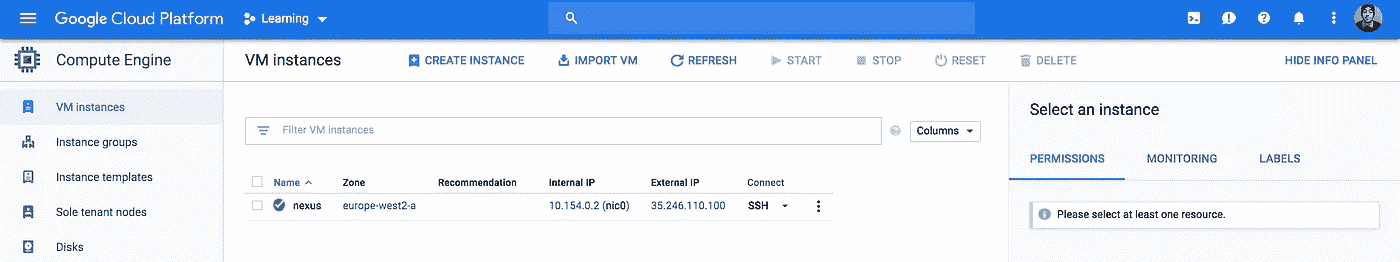 Google Cloud Platform Learning
Compute Engine
VM instances
Instance groups
Instance templates
Sole tenant nodes
Disks
VM instances CREATE INSTANCE IMPORT VM REFRESH START STOP RESET DELETE HIDE INFO PANEL
Filter VM instances Columns
Name Zone Recommendation Internal IP External IP Connect
nexus europe-west2-a 10.154.0.2 (nic0) 35.246.110.100 SSH
Select an instance
PERMISSIONS MONITORING LABELS
Please select at least one resource.